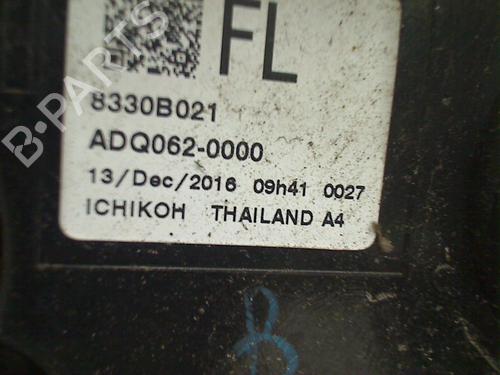 FL
8330B021
ADQ062-0000
13/Dec/2016 09h41 0027
ICHIKOH THAILAND A4
B-PARTS